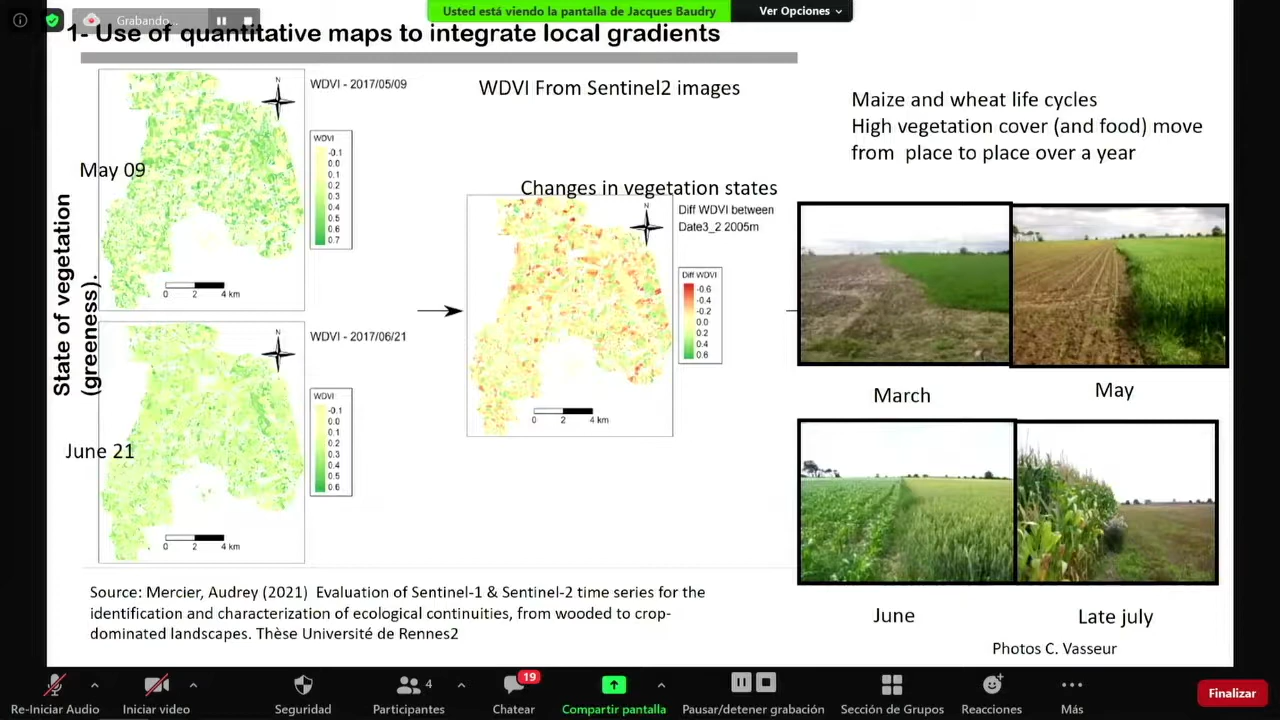 Grabando...
Usted está viendo la pantalla de Jacques Baudry
Ver Opciones
1- Use of quantitative maps to integrate local gradients
WDVI - 2017/05/09
N
WDVI
-0.1
0.0
0.1
0.2
0.3
0.4
0.5
0.6
0.7
0 2 4 km
May 09
WDVI From Sentinel2 images
Maize and wheat life cycles
High vegetation cover (and food) move
from place to place over a year
State of vegetation
(greeness).
Changes in vegetation states
N
Diff WDVI between
Date3_2 2005m
Diff WDVI
-0.6
-0.4
-0.2
0.0
0.2
0.4
0.6
0 2 4 km
WDVI - 2017/06/21
N
WDVI
-0.1
0.0
0.1
0.2
0.3
0.4
0.5
0.6
0 2 4 km
June 21
March
May
June
Late july
Source: Mercier, Audrey (2021) Evaluation of Sentinel-1 & Sentinel-2 time series for the
identification and characterization of ecological continuities, from wooded to crop-
dominated landscapes. Thèse Université de Rennes2
Photos C. Vasseur
Re-Iniciar Audio
Iniciar video
Seguridad
4
Participantes
19
Chatear
Compartir pantalla
Pausar/detener grabación
Sección de Grupos
Reacciones
Más
Finalizar